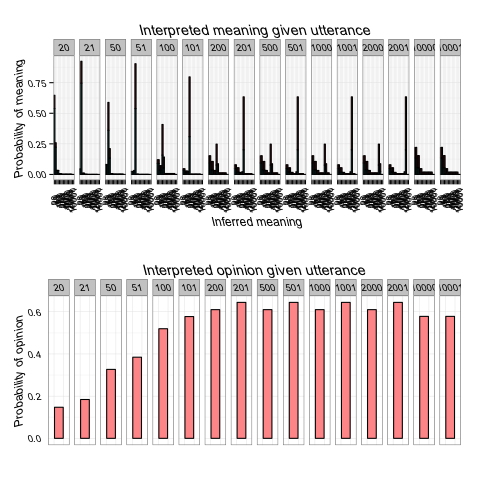 Interpreted meaning given utterance
20 21 50 51 100 101 200 201 500 501 1000 1001 2000 2001
Probability of meaning
0.75
0.50
0.25
0.00
Inferred meaning
Interpreted opinion given utterance
20 21 50 51 100 101 200 201 500 501 1000 1001 2000 2001
Probability of opinion
0.6
0.4
0.2
0.0